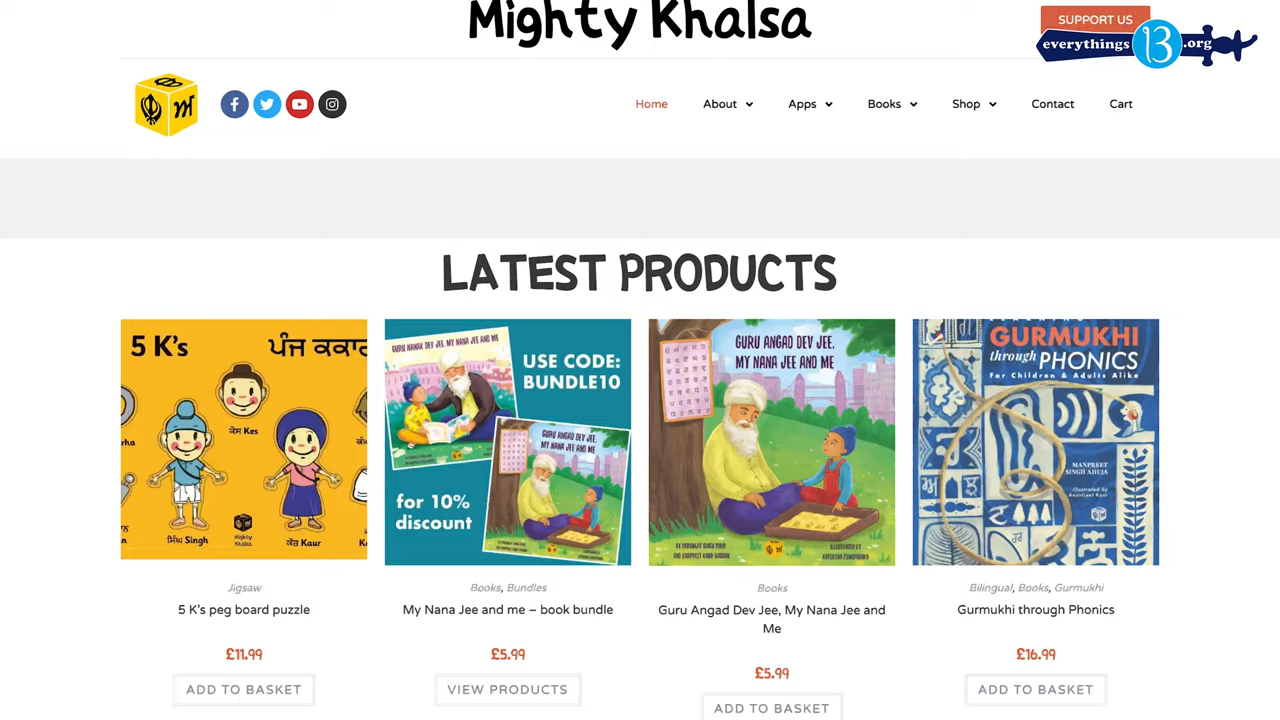 Mighty Khalsa
SUPPORT US
everythings 13 .org
Home About Apps Books Shop Contact Cart
LATEST PRODUCTS
5 K's ਪੰਜ ਕਕਾਰ
ਕੇਸ Kes
ਸਿੰਘ Singh
Mighty Khalsa
ਕੌਰ Kaur
GURU NANAK DEV JEE, MY NANA JEE AND ME
USE CODE:
BUNDLE10
GURU ANGAD DEV JEE,
MY NANA JEE AND ME
for 10%
discount
GURU ANGAD DEV JEE,
MY NANA JEE AND ME
GURMUKHI
through PHONICS
For Children & Adults Alike
MANPREET
SINGH AHUJA
Illustrated by
Jigsaw
5 K's peg board puzzle
£11.99
ADD TO BASKET
Books, Bundles
My Nana Jee and me – book bundle
£5.99
VIEW PRODUCTS
Books
Guru Angad Dev Jee, My Nana Jee and
Me
£5.99
ADD TO BASKET
Bilingual, Books, Gurmukhi
Gurmukhi through Phonics
£16.99
ADD TO BASKET